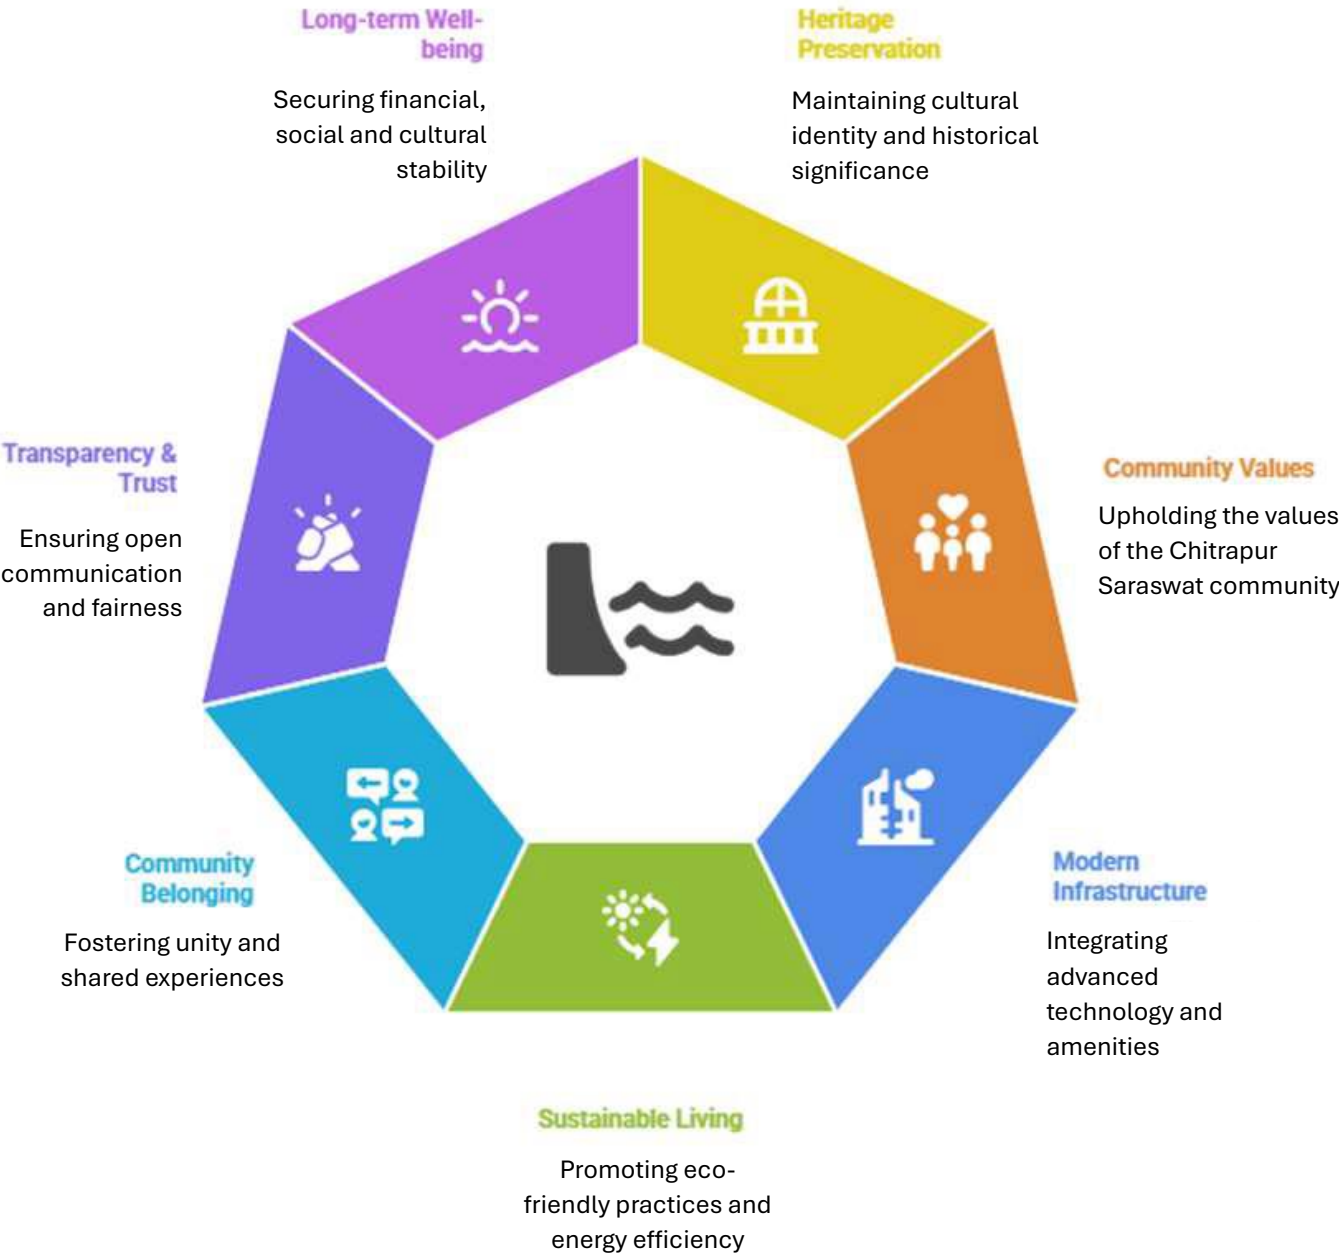 Long-term Well-
being
Securing financial,
social and cultural
stability
Heritage
Preservation
Maintaining cultural
identity and historical
significance
Transparency &
Trust
Ensuring open
communication
and fairness
Community Values
Upholding the values
of the Chitrapur
Saraswat community
Community
Belonging
Fostering unity and
shared experiences
Modern
Infrastructure
Integrating
advanced
technology and
amenities
Sustainable Living
Promoting eco-
friendly practices and
energy efficiency